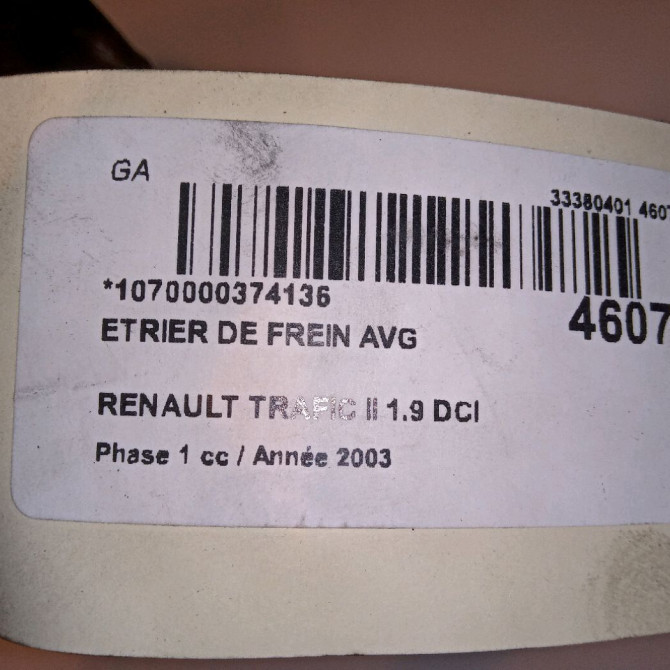 GA
33380401 4607
*1070000374136
4607
ETRIER DE FREIN AVG
RENAULT TRAFIC II 1.9 DCI
Phase 1 cc / Année 2003